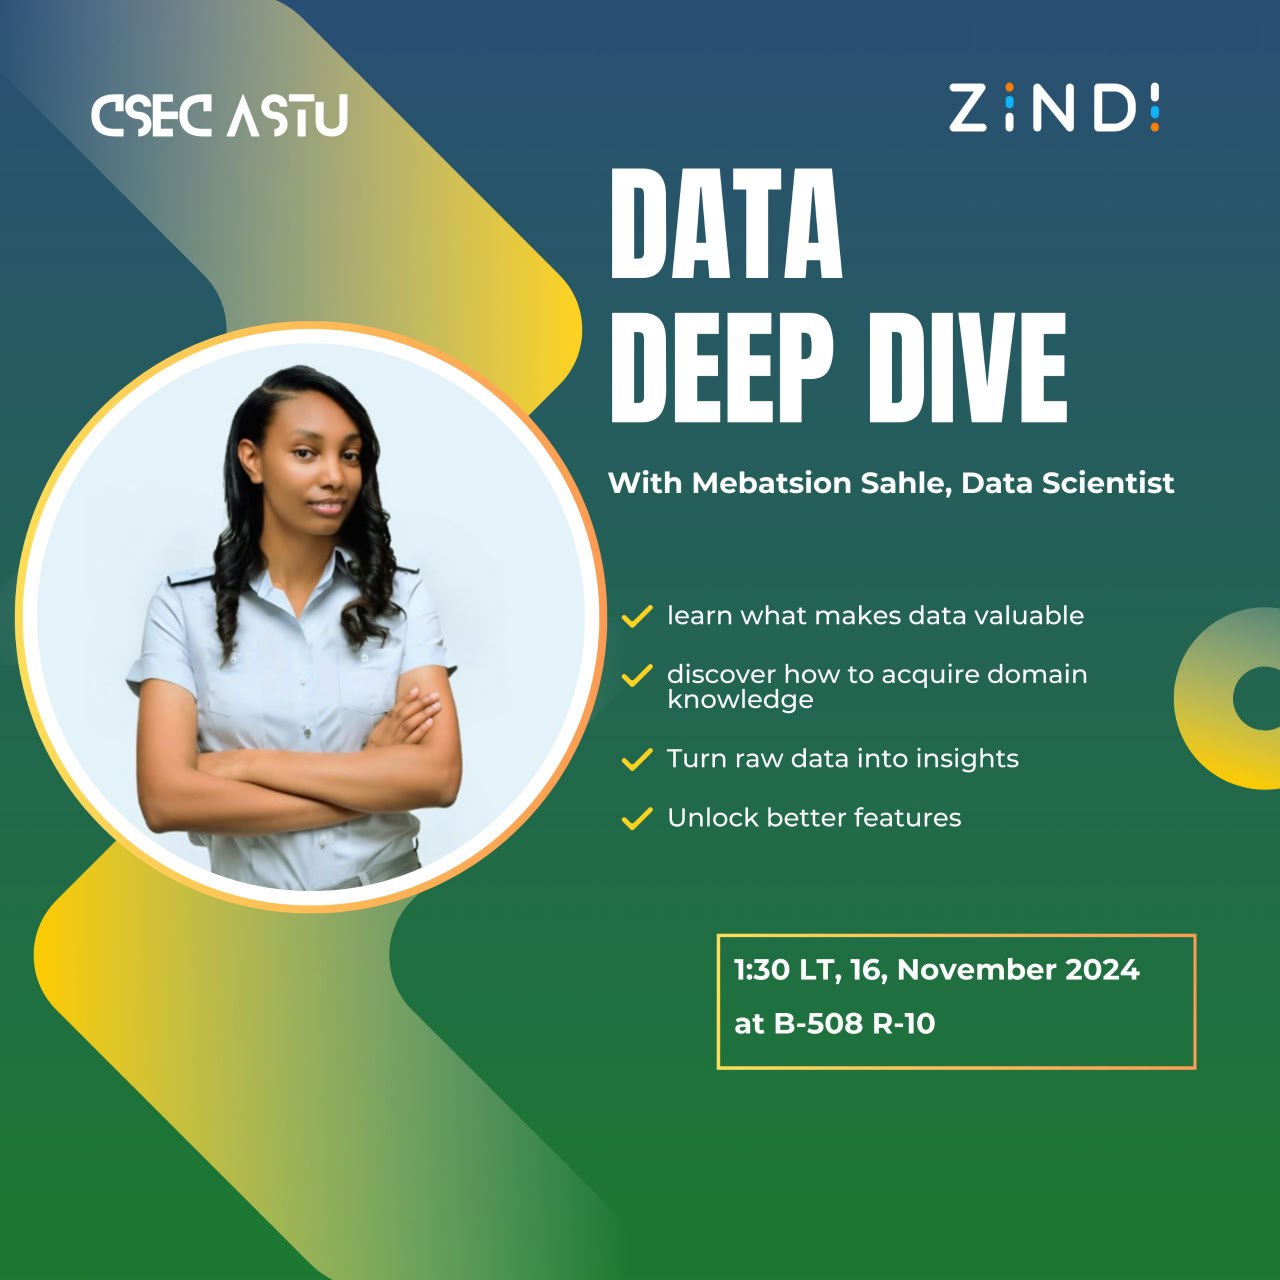 CSEC ASTU
ZINDI
DATA
DEEP DIVE
With Mebatsion Sahle, Data Scientist
learn what makes data valuable
discover how to acquire domain
knowledge
Turn raw data into insights
Unlock better features
1:30 LT, 16, November 2024
at B-508 R-10